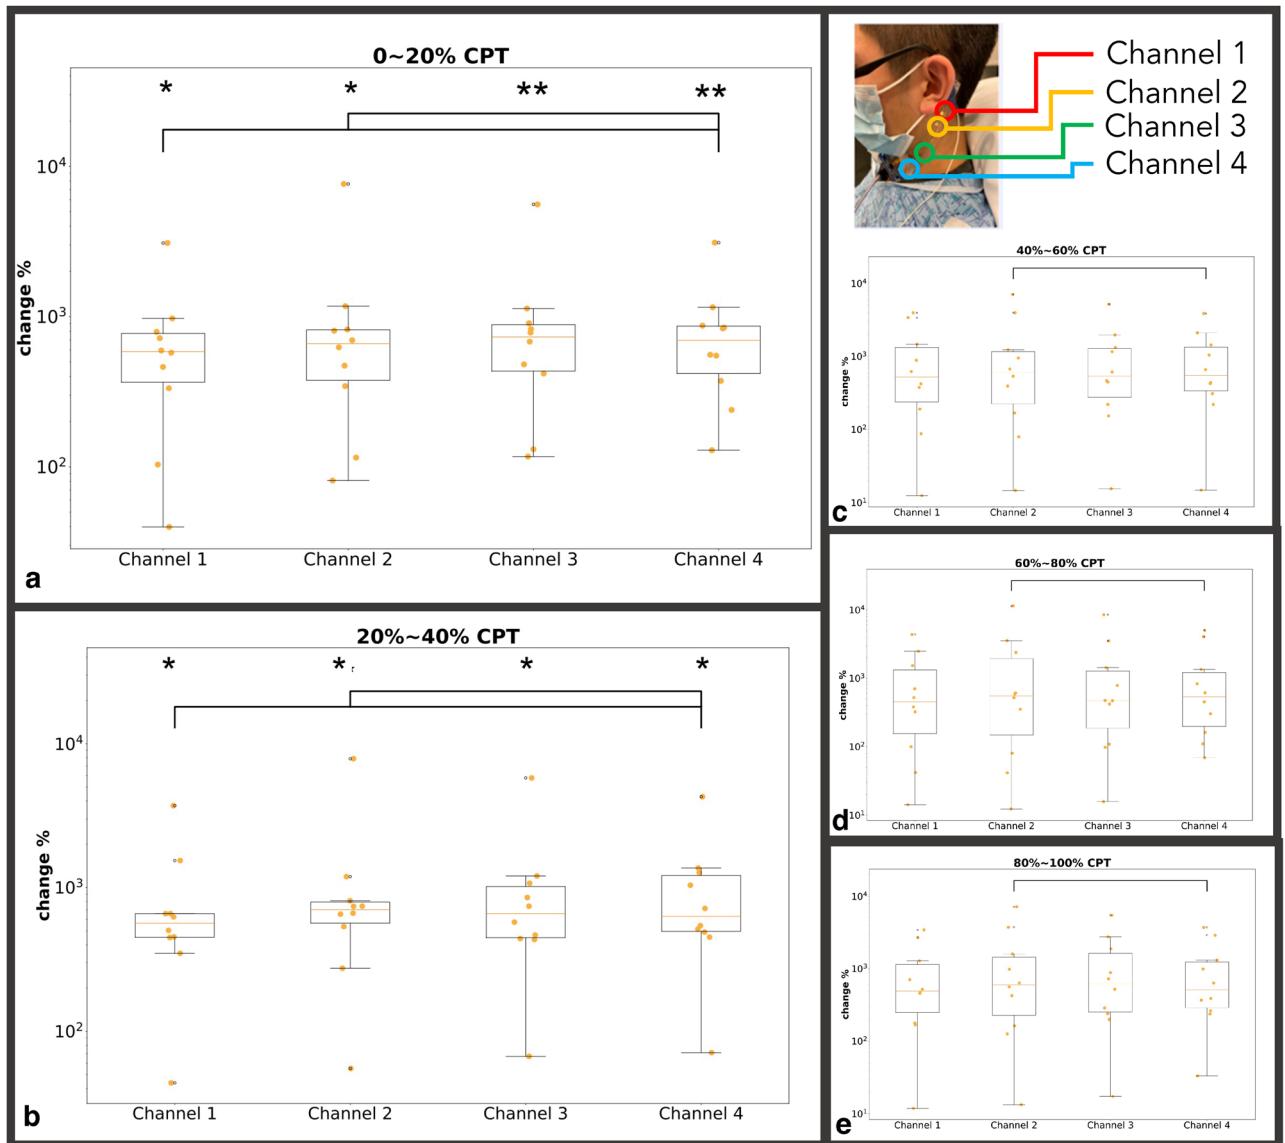 0~20% CPT
* * ** **
change %
10⁴
10³
10²
Channel 1 Channel 2 Channel 3 Channel 4
a
20%~40% CPT
* * * *
change %
10⁴
10³
10²
Channel 1 Channel 2 Channel 3 Channel 4
b
Channel 1
Channel 2
Channel 3
Channel 4
40%~60% CPT
change %
10⁴
10³
10²
10¹
Channel 1 Channel 2 Channel 3 Channel 4
c
60%~80% CPT
change %
10⁴
10³
10²
10¹
Channel 1 Channel 2 Channel 3 Channel 4
d
80%~100% CPT
change %
10⁴
10³
10²
10¹
Channel 1 Channel 2 Channel 3 Channel 4
e